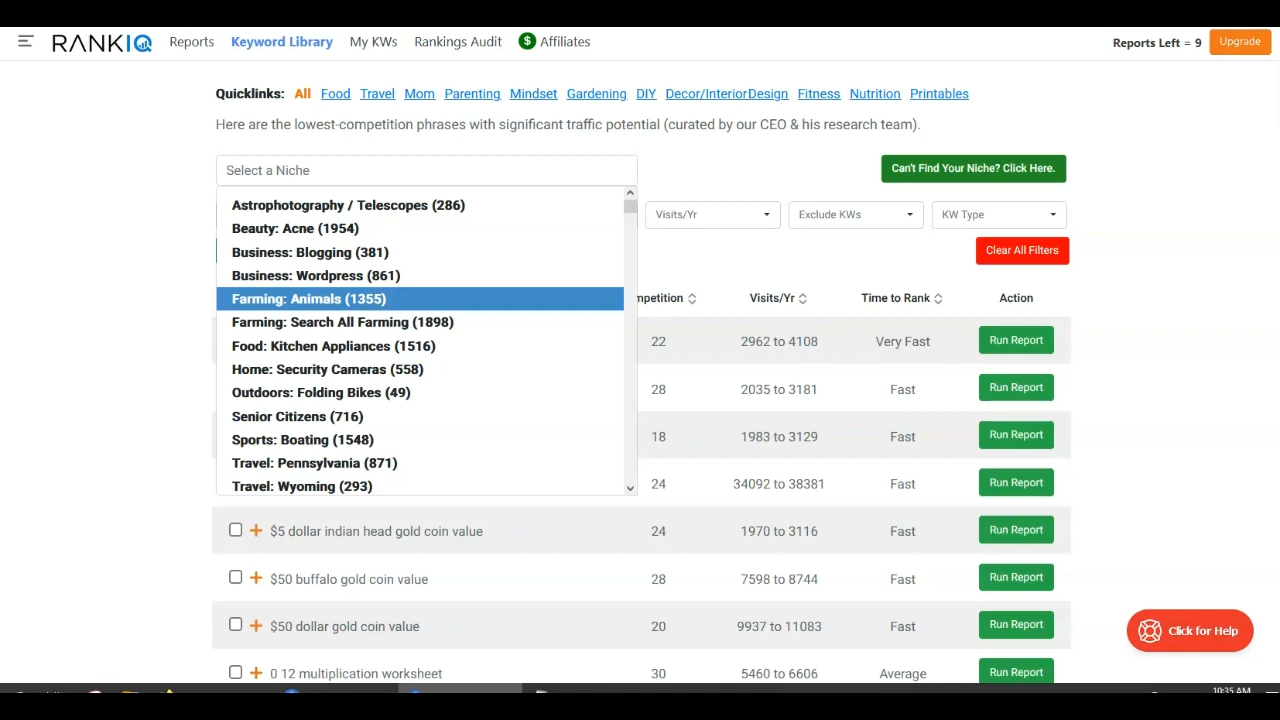 RANKIQ Reports Keyword Library My KWs Rankings Audit $ Affiliates Reports Left = 9 Upgrade
Quicklinks: All Food Travel Mom Parenting Mindset Gardening DIY Decor/InteriorDesign Fitness Nutrition Printables
Here are the lowest-competition phrases with significant traffic potential (curated by our CEO & his research team).
Select a Niche Can't Find Your Niche? Click Here.
Astrophotography / Telescopes (286)
Visits/Yr Exclude KWs KW Type
Beauty: Acne (1954)
Business: Blogging (381) Clear All Filters
Business: Wordpress (861)
Farming: Animals (1355) mpetition Visits/Yr Time to Rank Action
Farming: Search All Farming (1898)
22 2962 to 4108 Very Fast Run Report
Food: Kitchen Appliances (1516)
Home: Security Cameras (558)
Outdoors: Folding Bikes (49) 28 2035 to 3181 Fast Run Report
Senior Citizens (716)
Sports: Boating (1548) 18 1983 to 3129 Fast Run Report
Travel: Pennsylvania (871)
Travel: Wyoming (293) 24 34092 to 38381 Fast Run Report
$5 dollar indian head gold coin value 24 1970 to 3116 Fast Run Report
$50 buffalo gold coin value 28 7598 to 8744 Fast Run Report
$50 dollar gold coin value 20 9937 to 11083 Fast Run Report
Click for Help
0 12 multiplication worksheet 30 5460 to 6606 Average Run Report
10:35 AM